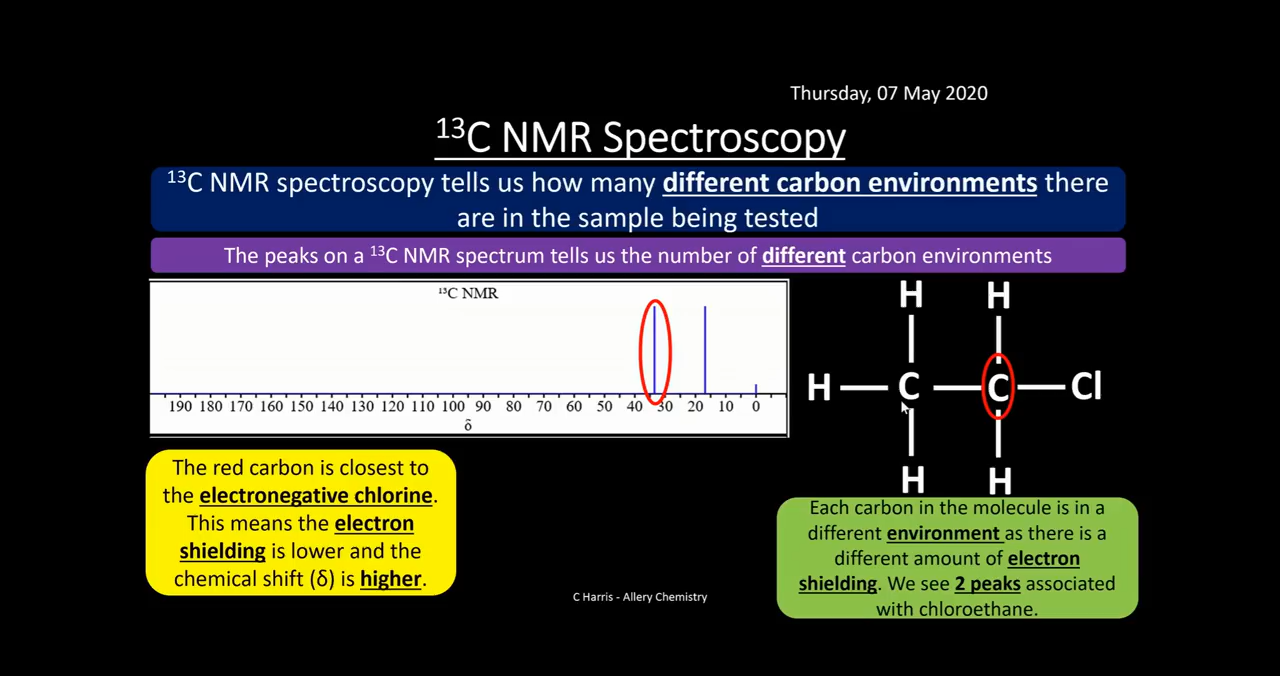 Thursday, 07 May 2020
¹³C NMR Spectroscopy
¹³C NMR spectroscopy tells us how many different carbon environments there
are in the sample being tested
The peaks on a ¹³C NMR spectrum tells us the number of different carbon environments
¹³C NMR
190 180 170 160 150 140 130 120 110 100 90 80 70 60 50 40 30 20 10 0
δ
H H
H C C Cl
H H
The red carbon is closest to
the electronegative chlorine.
This means the electron
shielding is lower and the
chemical shift (δ) is higher.
Each carbon in the molecule is in a
different environment as there is a
different amount of electron
shielding. We see 2 peaks associated
with chloroethane.
C Harris - Allery Chemistry